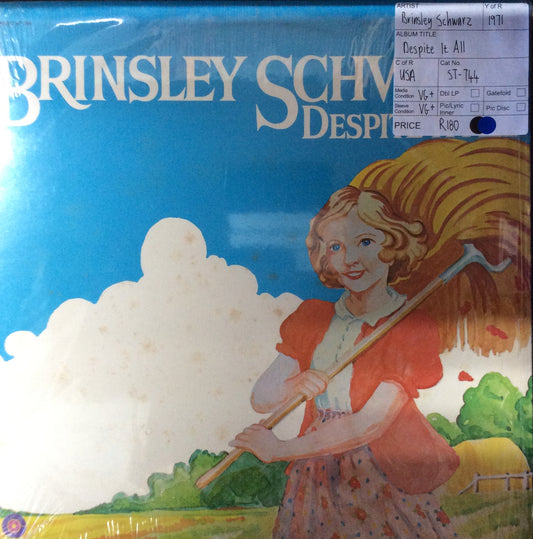 BRINSLEY SCHW
DESPIT
ARTIST
Y of R
Brinsley Schwarz
1971
ALBUM TITLE
Despite It All
C of R
Cat No.
USA
ST-744
Media Condition VG+
Dbl LP
Gatefold
Sleeve Condition VG+
Pic/Lyric Inner
Pic Disc
PRICE R180